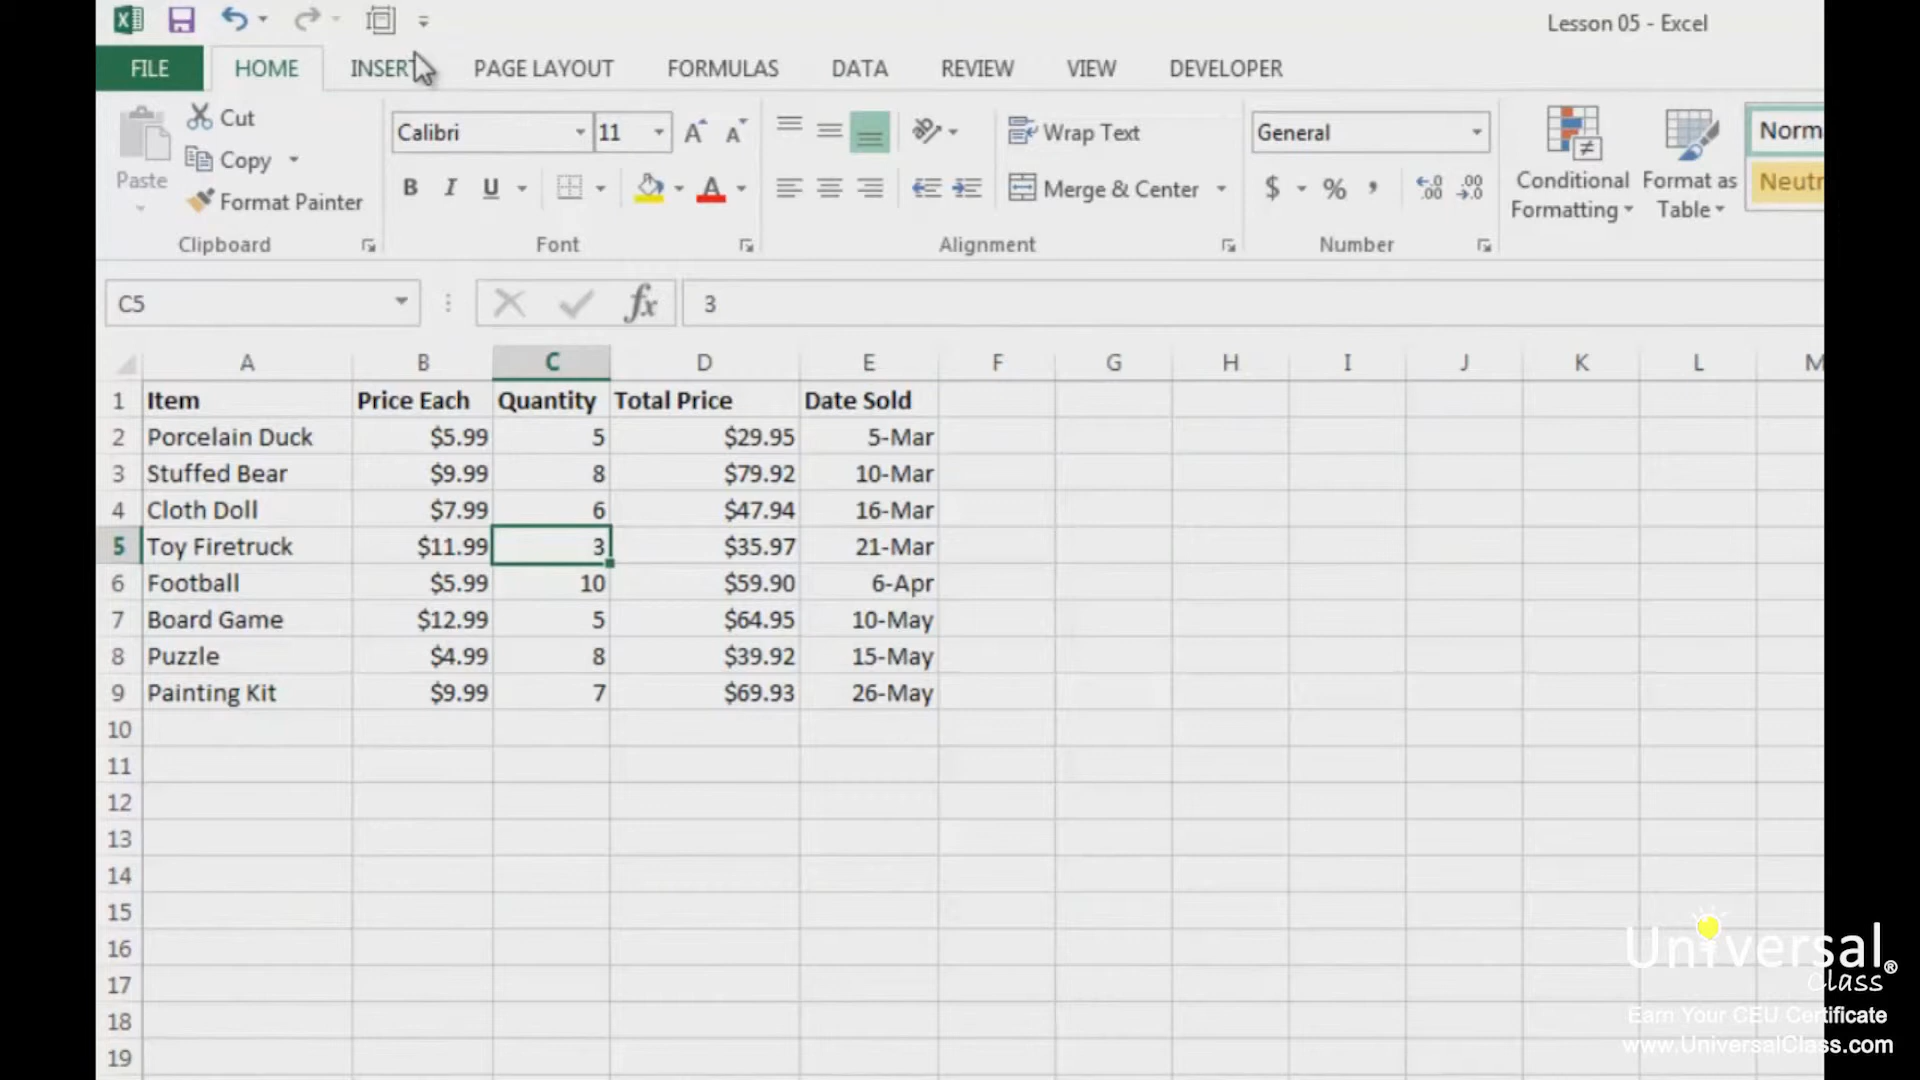 Lesson 05 - Excel
FILE HOME INSERT PAGE LAYOUT FORMULAS DATA REVIEW VIEW DEVELOPER
Paste
Cut
Copy
Format Painter
Clipboard
Calibri 11
B I U A
Font
Wrap Text
Merge & Center
Alignment
General
$ % ,
Number
Conditional Formatting
Format as Table
Norm
Neutr
C5 fx 3
A B C D E F G H I J K L M
1 Item Price Each Quantity Total Price Date Sold
2 Porcelain Duck $5.99 5 $29.95 5-Mar
3 Stuffed Bear $9.99 8 $79.92 10-Mar
4 Cloth Doll $7.99 6 $47.94 16-Mar
5 Toy Firetruck $11.99 3 $35.97 21-Mar
6 Football $5.99 10 $59.90 6-Apr
7 Board Game $12.99 5 $64.95 10-May
8 Puzzle $4.99 8 $39.92 15-May
9 Painting Kit $9.99 7 $69.93 26-May
10
11
12
13
14
15
16
17
18
19
Universal®
Class
Earn Your CEU Certificate
www.UniversalClass.com